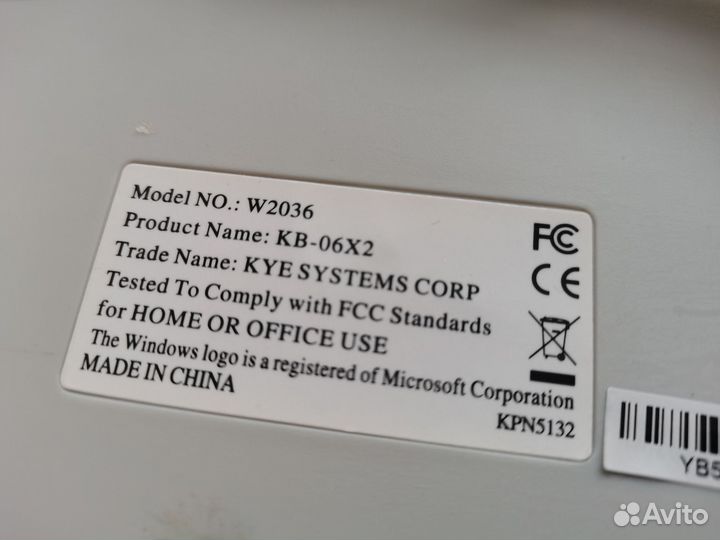 Model NO.: W2036
Product Name: KB-06X2
Trade Name: KYE SYSTEMS CORP
Tested To Comply with FCC Standards
for HOME OR OFFICE USE
The Windows logo is a registered of Microsoft Corporation
MADE IN CHINA
KPN5132
FC
CE
YB5
Avito